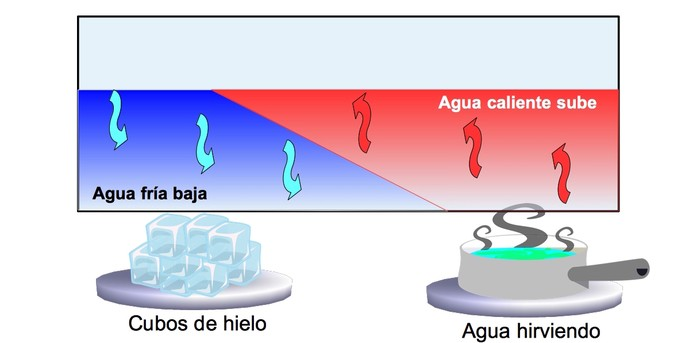 Agua caliente sube
Agua fría baja
Cubos de hielo
Agua hirviendo